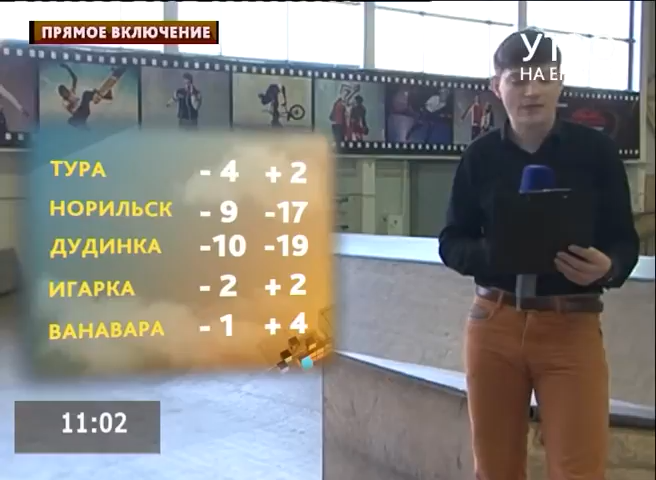 ПРЯМОЕ ВКЛЮЧЕНИЕ
НА
ТУРА -4 +2
НОРИЛЬСК -9 -17
ДУДИНКА -10 -19
ИГАРКА -2 +2
ВАНАВАРА -1 +4
11:02